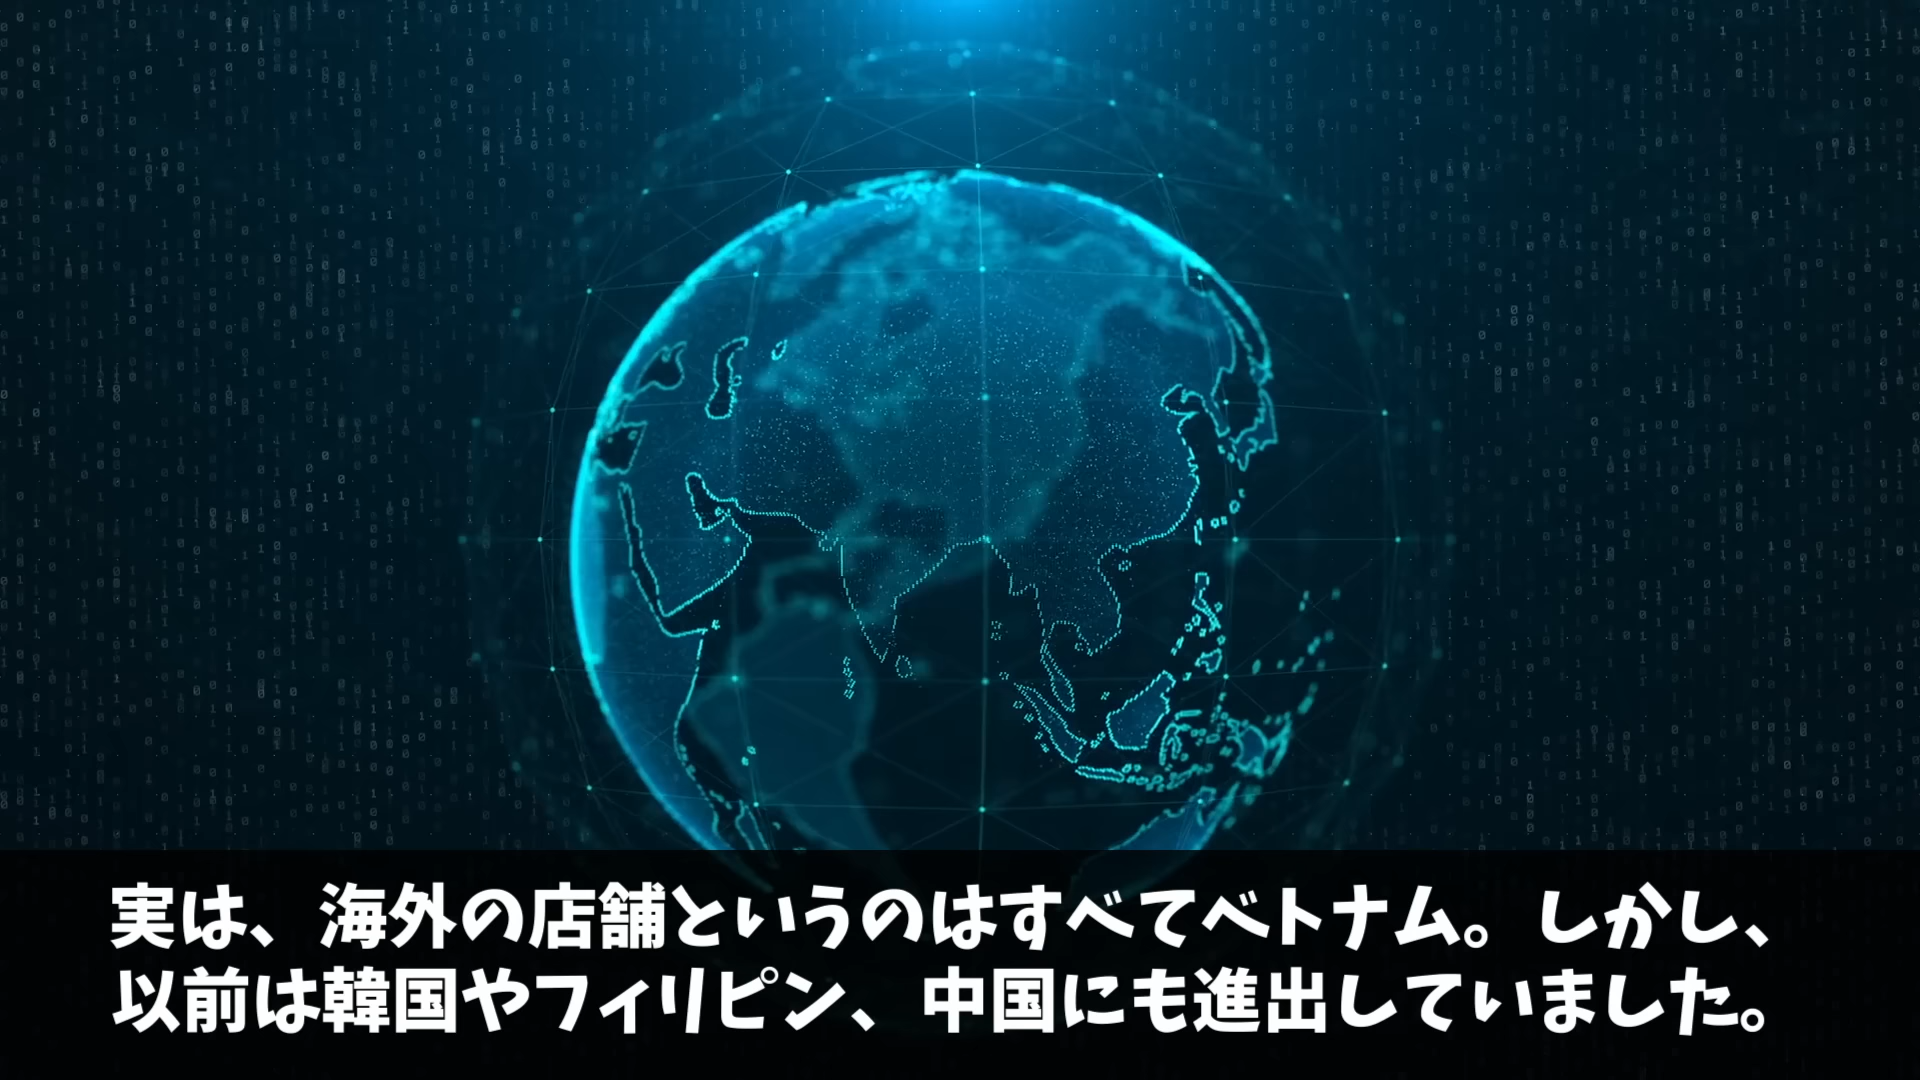 実は、海外の店舗というのはすべてベトナム。しかし、
以前は韓国やフィリピン、中国にも進出していました。